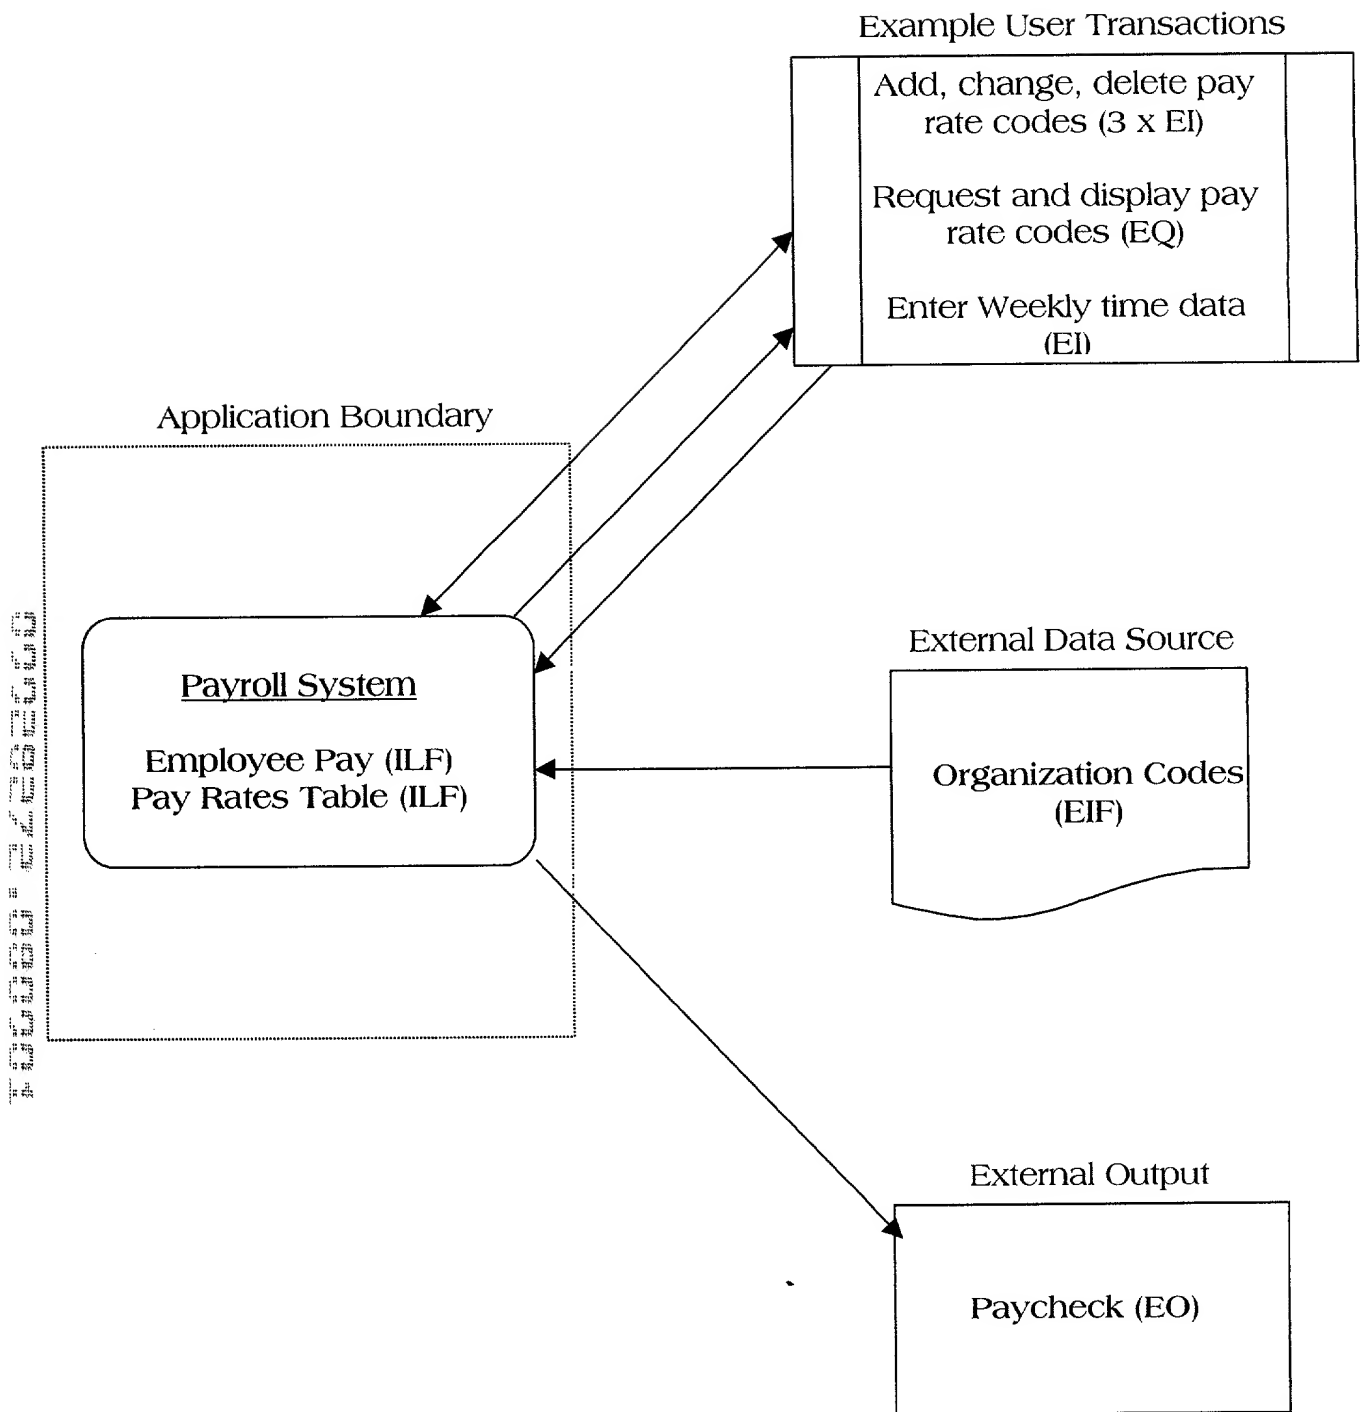 Example User Transactions
Add, change, delete pay
rate codes (3 x EI)
Request and display pay
rate codes (EQ)
Enter Weekly time data
(EI)
Application Boundary
Payroll System
Employee Pay (ILF)
Pay Rates Table (ILF)
External Data Source
Organization Codes
(EIF)
External Output
Paycheck (EO)